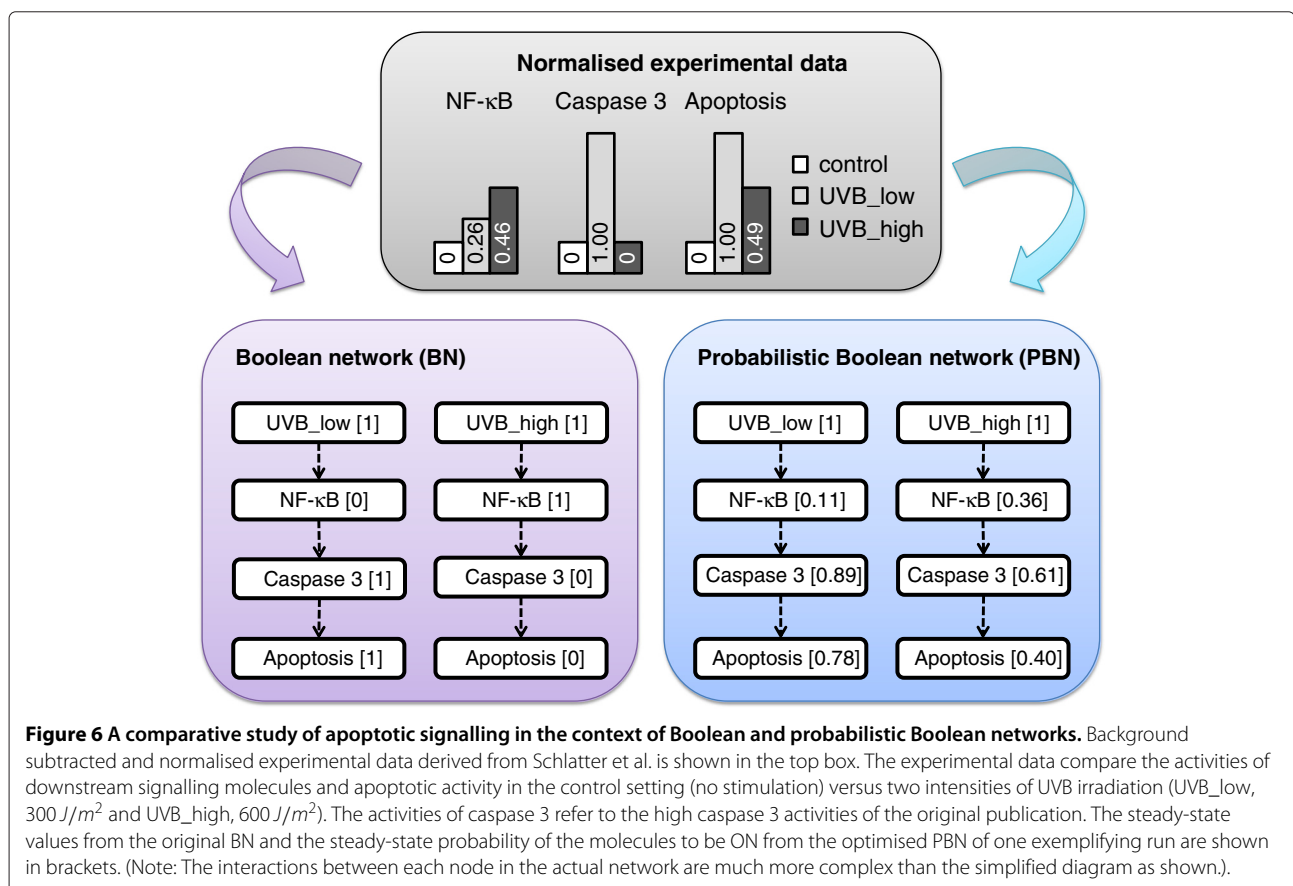 Normalised experimental data
NF-κB Caspase 3 Apoptosis
control
UVB_low
UVB_high
0 0.26 0.46 0 1.00 0 0 1.00 0.49
Boolean network (BN)
UVB_low [1] UVB_high [1]
NF-κB [0] NF-κB [1]
Caspase 3 [1] Caspase 3 [0]
Apoptosis [1] Apoptosis [0]
Probabilistic Boolean network (PBN)
UVB_low [1] UVB_high [1]
NF-κB [0.11] NF-κB [0.36]
Caspase 3 [0.89] Caspase 3 [0.61]
Apoptosis [0.78] Apoptosis [0.40]
Figure 6 A comparative study of apoptotic signalling in the context of Boolean and probabilistic Boolean networks. Background
subtracted and normalised experimental data derived from Schlatter et al. is shown in the top box. The experimental data compare the activities of
downstream signalling molecules and apoptotic activity in the control setting (no stimulation) versus two intensities of UVB irradiation (UVB_low,
300 J/m² and UVB_high, 600 J/m²). The activities of caspase 3 refer to the high caspase 3 activities of the original publication. The steady-state
values from the original BN and the steady-state probability of the molecules to be ON from the optimised PBN of one exemplifying run are shown
in brackets. (Note: The interactions between each node in the actual network are much more complex than the simplified diagram as shown.).